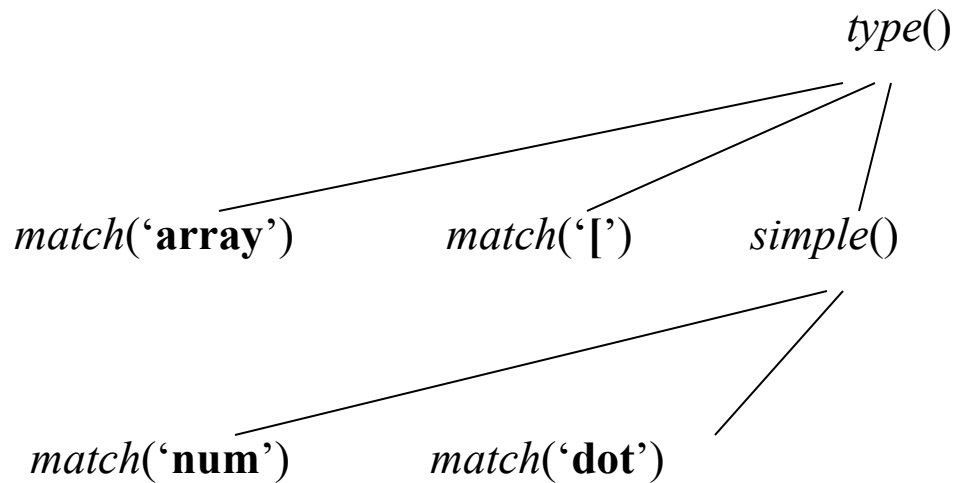 type()
match(‘array’) match(‘[’) simple()
match(‘num’) match(‘dot’)